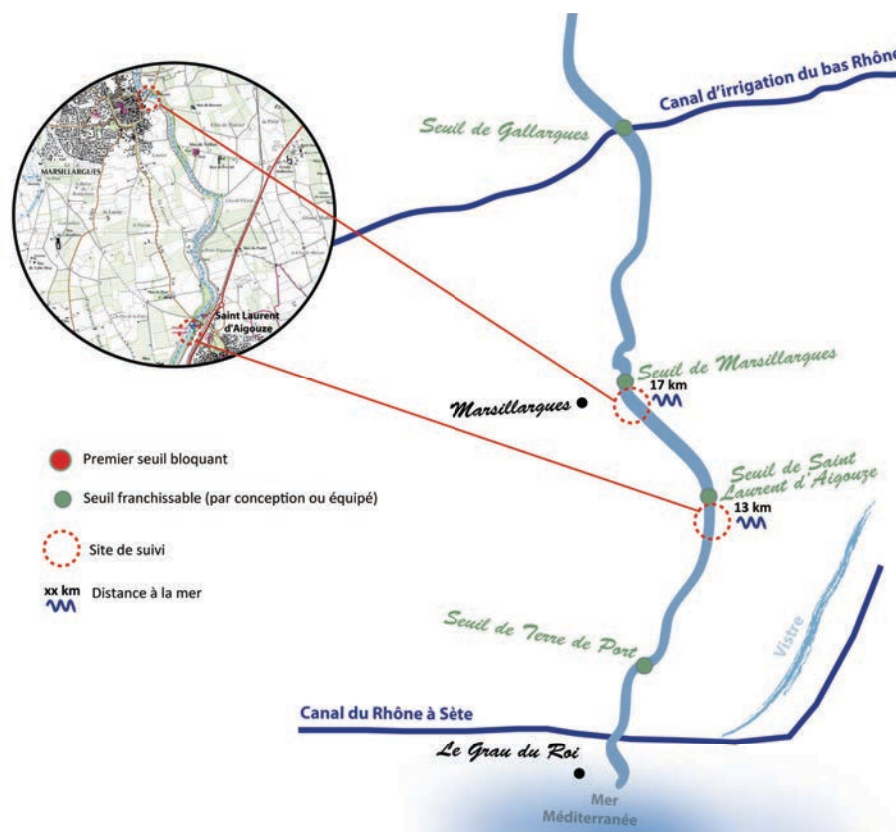 Canal d'irrigation du bas Rhône
Seuil de Gallargues
MARSILLARGUES
Saint Laurent
d'Aigouze
Seuil de Marsillargues
17 km
Marsillargues
Seuil de Saint
Laurent d'Aigouze
13 km
Premier seuil bloquant
Seuil franchissable (par conception ou équipé)
Site de suivi
xx km
Distance à la mer
Seuil de Terre de Port
Vistre
Canal du Rhône à Sète
Le Grau du Roi
Mer
Méditerranée